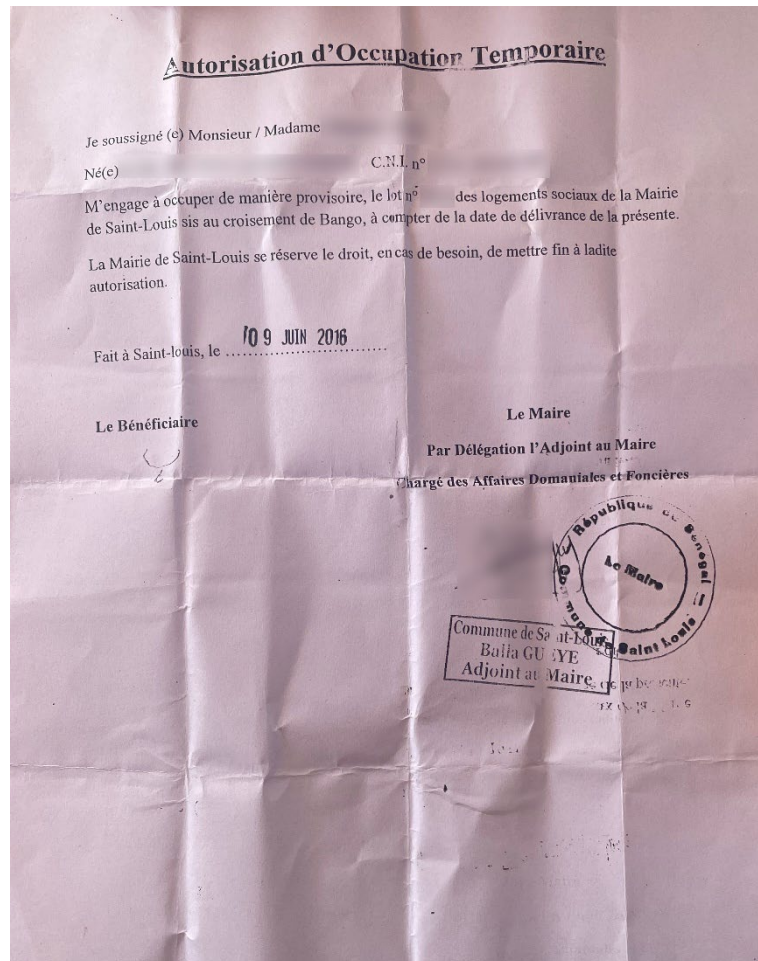 Autorisation d'Occupation Temporaire
Je soussigné (e) Monsieur / Madame
Né(e) C.N.I. n°
M'engage à occuper de manière provisoire, le lot n° des logements sociaux de la Mairie
de Saint-Louis sis au croisement de Bango, à compter de la date de délivrance de la présente.
La Mairie de Saint-Louis se réserve le droit, en cas de besoin, de mettre fin à ladite
autorisation.
Fait à Saint-louis, le 09 JUIN 2016
Le Bénéficiaire
Le Maire
Par Délégation l'Adjoint au Maire
Chargé des Affaires Domaniales et Foncières
République du Sénégal
Commune de Saint Louis
Le Maire
Commune de Saint-Louis
Balla GUEYE
Adjoint au Maire